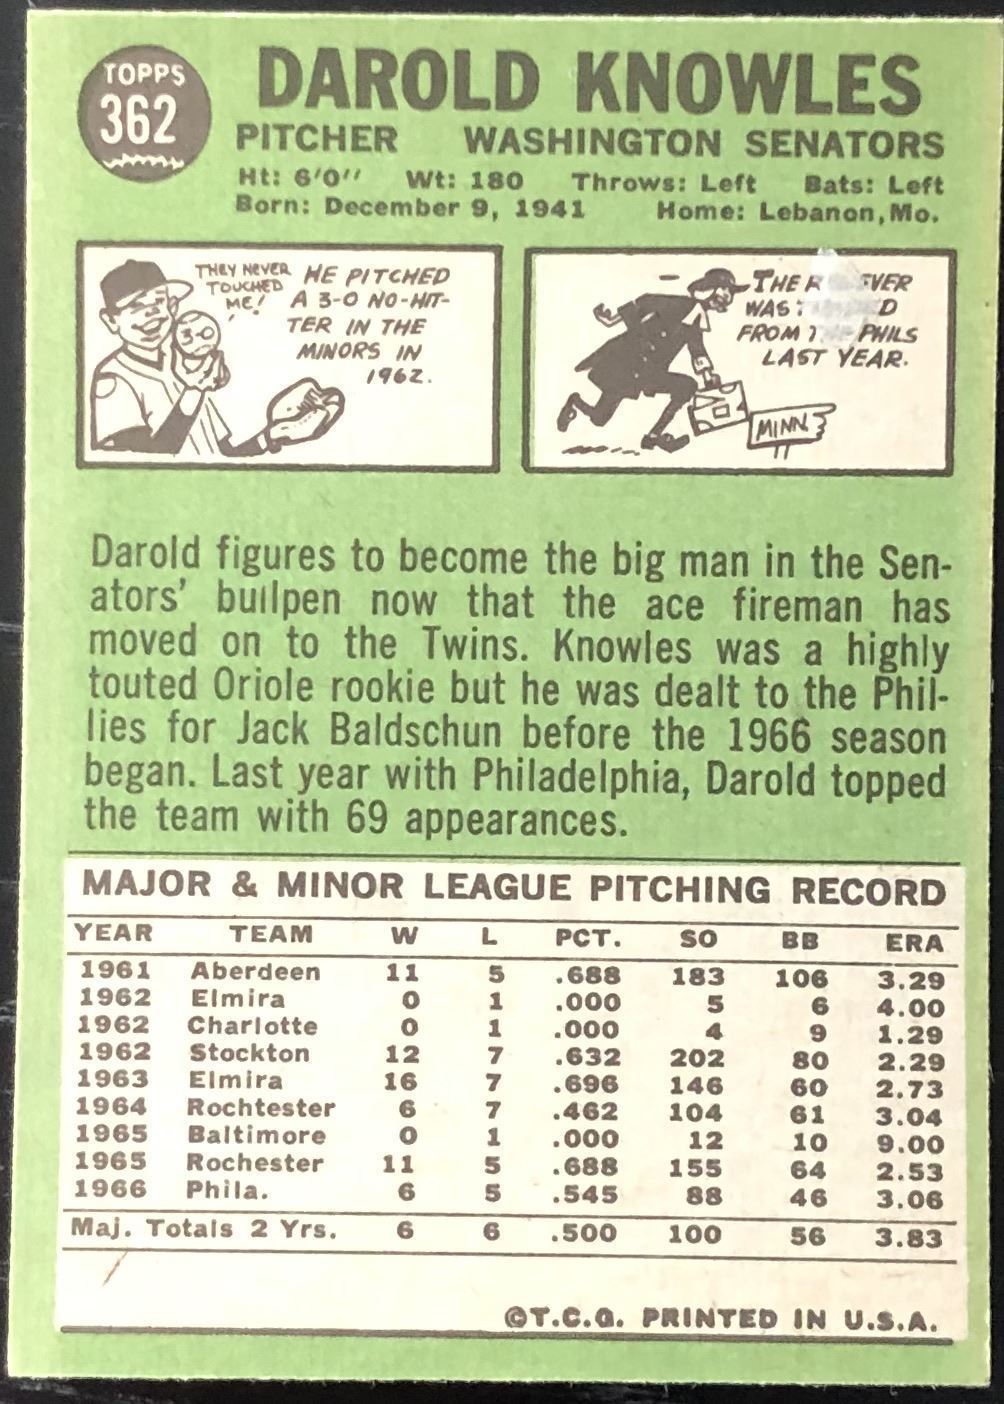 TOPPS
362
DAROLD KNOWLES
PITCHER WASHINGTON SENATORS
Ht: 6'0" Wt: 180 Throws: Left Bats: Left
Born: December 9, 1941 Home: Lebanon, Mo.
THEY NEVER
TOUCHED
ME!
3-0
HE PITCHED
A 3-0 NO-HIT-
TER IN THE
MINORS IN
1962.
THE
WAS
FROM PHILS
LAST YEAR.
MINN.
Darold figures to become the big man in the Sen-
ators' bullpen now that the ace fireman has
moved on to the Twins. Knowles was a highly
touted Oriole rookie but he was dealt to the Phil-
lies for Jack Baldschun before the 1966 season
began. Last year with Philadelphia, Darold topped
the team with 69 appearances.
MAJOR & MINOR LEAGUE PITCHING RECORD
YEAR TEAM W L PCT. SO BB ERA
1961 Aberdeen 11 5 .688 183 106 3.29
1962 Elmira 0 1 .000 5 6 4.00
1962 Charlotte 0 1 .000 4 9 1.29
1962 Stockton 12 7 .632 202 80 2.29
1963 Elmira 16 7 .696 146 60 2.73
1964 Rochtester 6 7 .462 104 61 3.04
1965 Baltimore 0 1 .000 12 10 9.00
1965 Rochester 11 5 .688 155 64 2.53
1966 Phila. 6 5 .545 88 46 3.06
Maj. Totals 2 Yrs. 6 6 .500 100 56 3.83
©T.C.G. PRINTED IN U.S.A.